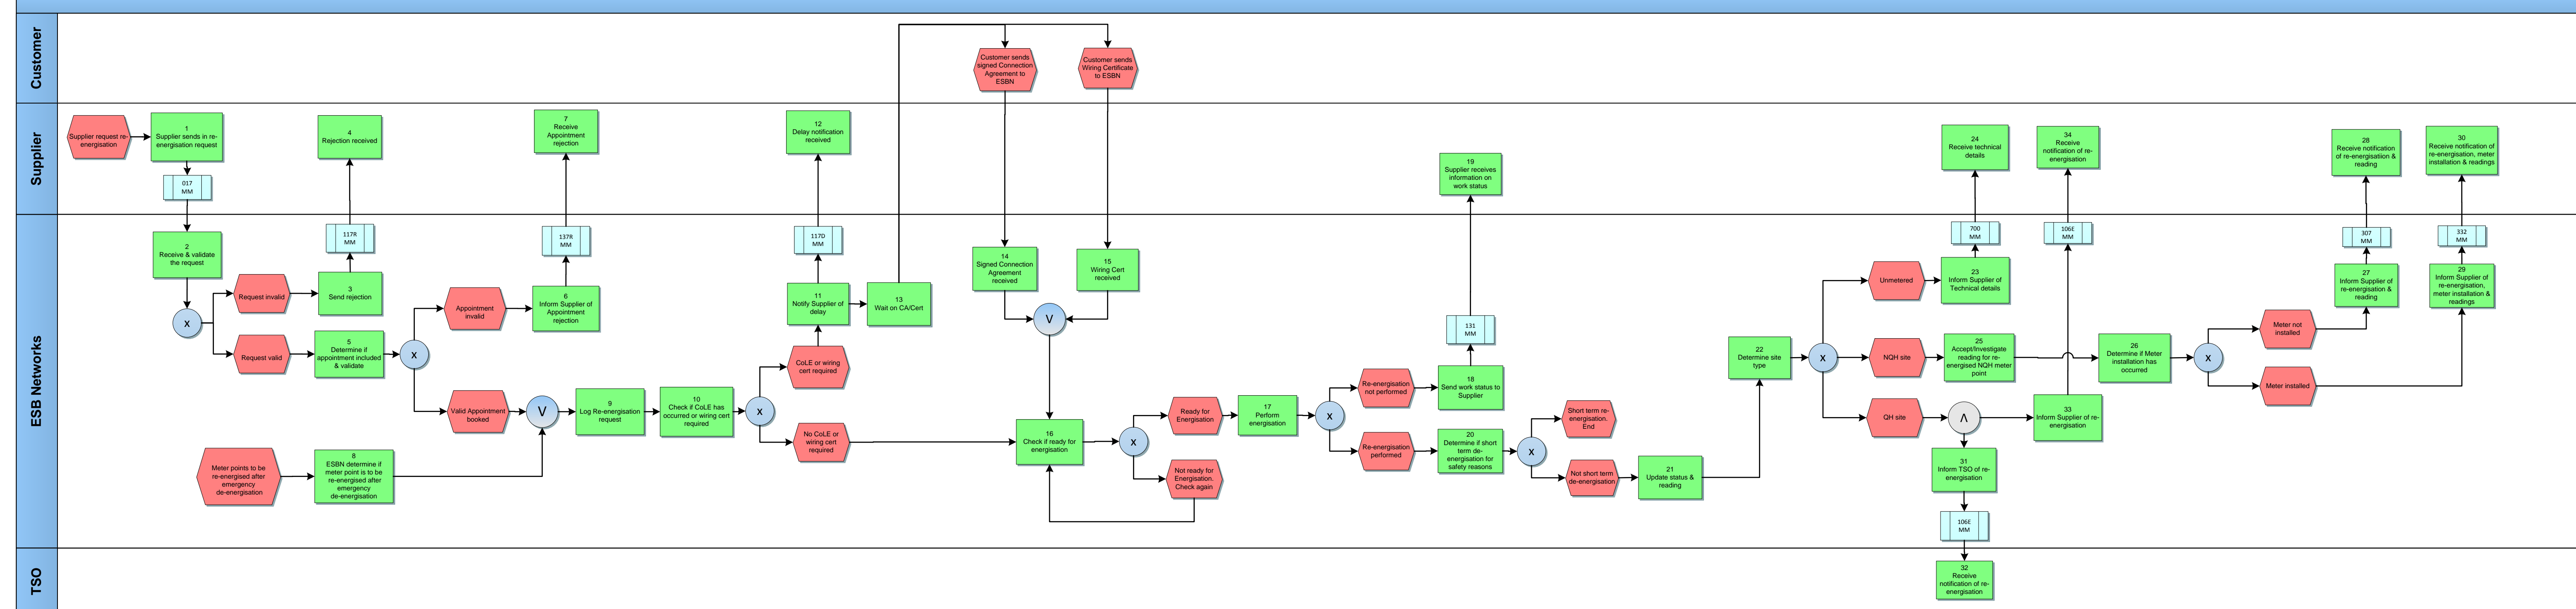 Customer
Customer sends
signed Connection
Agreement to
ESBN
Customer sends
Wiring Certificate
to ESBN
Supplier
Supplier request re-
energisation
1
Supplier sends in re-
energisation request
017
MM
4
Rejection received
7
Receive
Appointment
rejection
12
Delay notification
received
19
Supplier receives
information on
work status
24
Receive technical
details
34
Receive
notification of re-
energisation
28
Receive notification
of re-energisation &
reading
30
Receive notification of
re-energisation, meter
installation & readings
ESB Networks
2
Receive & validate
the request
x
Request invalid
Request valid
117R
MM
3
Send rejection
5
Determine if
appointment included
& validate
x
Appointment
invalid
Valid Appointment
booked
137R
MM
6
Inform Supplier of
Appointment
rejection
Meter points to be
re-energised after
emergency
de-energisation
8
ESBN determine if
meter point is to be
re-energised after
emergency
de-energisation
V
9
Log Re-energisation
request
10
Check if CoLE has
occurred or wiring cert
required
x
117D
MM
11
Notify Supplier of
delay
CoLE or wiring
cert required
No CoLE or
wiring cert
required
13
Wait on CA/Cert
14
Signed Connection
Agreement
received
15
Wiring Cert
received
V
16
Check if ready for
energisation
x
Ready for
Energisation
Not ready for
Energisation.
Check again
17
Perform
energisation
x
Re-energisation
not performed
Re-energisation
performed
131
MM
18
Send work status to
Supplier
20
Determine if short
term de-
energisation for
safety reasons
x
Short term re-
energisation.
End
Not short term
de-energisation
21
Update status &
reading
22
Determine site
type
x
Unmetered
NQH site
QH site
700
MM
23
Inform Supplier of
Technical details
25
Accept/Investigate
reading for re-
energised NQH meter
point
Λ
31
Inform TSO of re-
energisation
106E
MM
106E
MM
33
Inform Supplier of re-
energisation
26
Determine if Meter
installation has
occurred
x
Meter not
installed
Meter installed
307
MM
27
Inform Supplier of
re-energisation &
reading
332
MM
29
Inform Supplier of
re-energisation,
meter installation &
readings
TSO
32
Receive
notification of re-
energisation